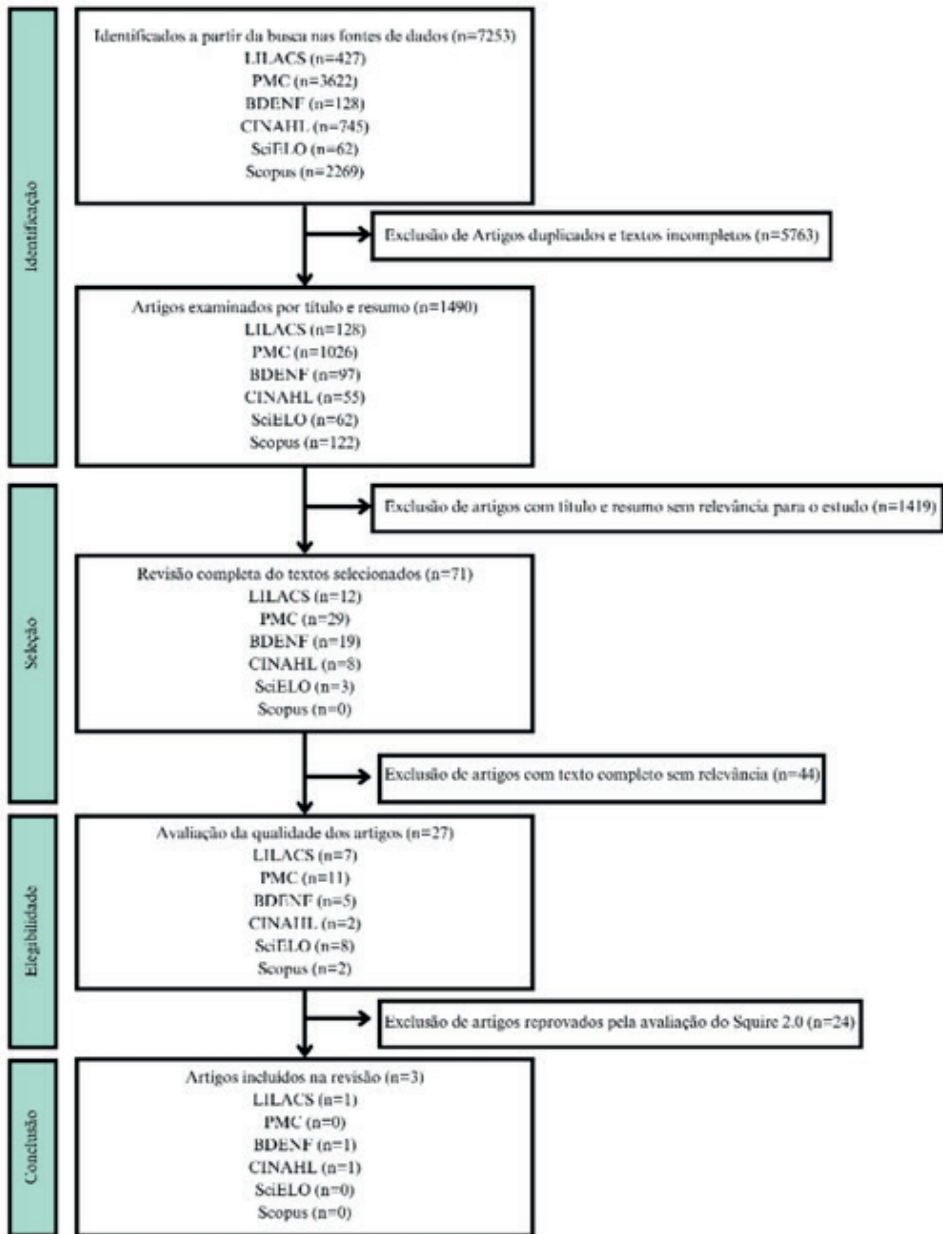 Identificação
Identificados a partir da busca nas fontes de dados (n=7253)
LILACS (n=427)
PMC (n=3622)
BDENF (n=128)
CINAHL (n=745)
SciELO (n=62)
Scopus (n=2269)
Exclusão de Artigos duplicados e textos incompletos (n=5763)
Artigos examinados por título e resumo (n=1490)
LILACS (n=128)
PMC (n=1026)
BDENF (n=97)
CINAHL (n=55)
SciELO (n=62)
Scopus (n=122)
Seleção
Exclusão de artigos com título e resumo sem relevância para o estudo (n=1419)
Revisão completa do textos selecionados (n=71)
LILACS (n=12)
PMC (n=29)
BDENF (n=19)
CINAHL (n=8)
SciELO (n=3)
Scopus (n=0)
Exclusão de artigos com texto completo sem relevância (n=44)
Elegibilidade
Avaliação da qualidade dos artigos (n=27)
LILACS (n=7)
PMC (n=11)
BDENF (n=5)
CINAHL (n=2)
SciELO (n=8)
Scopus (n=2)
Exclusão de artigos reprovados pela avaliação do Squire 2.0 (n=24)
Conclusão
Artigos incluídos na revisão (n=3)
LILACS (n=1)
PMC (n=0)
BDENF (n=1)
CINAHL (n=1)
SciELO (n=0)
Scopus (n=0)